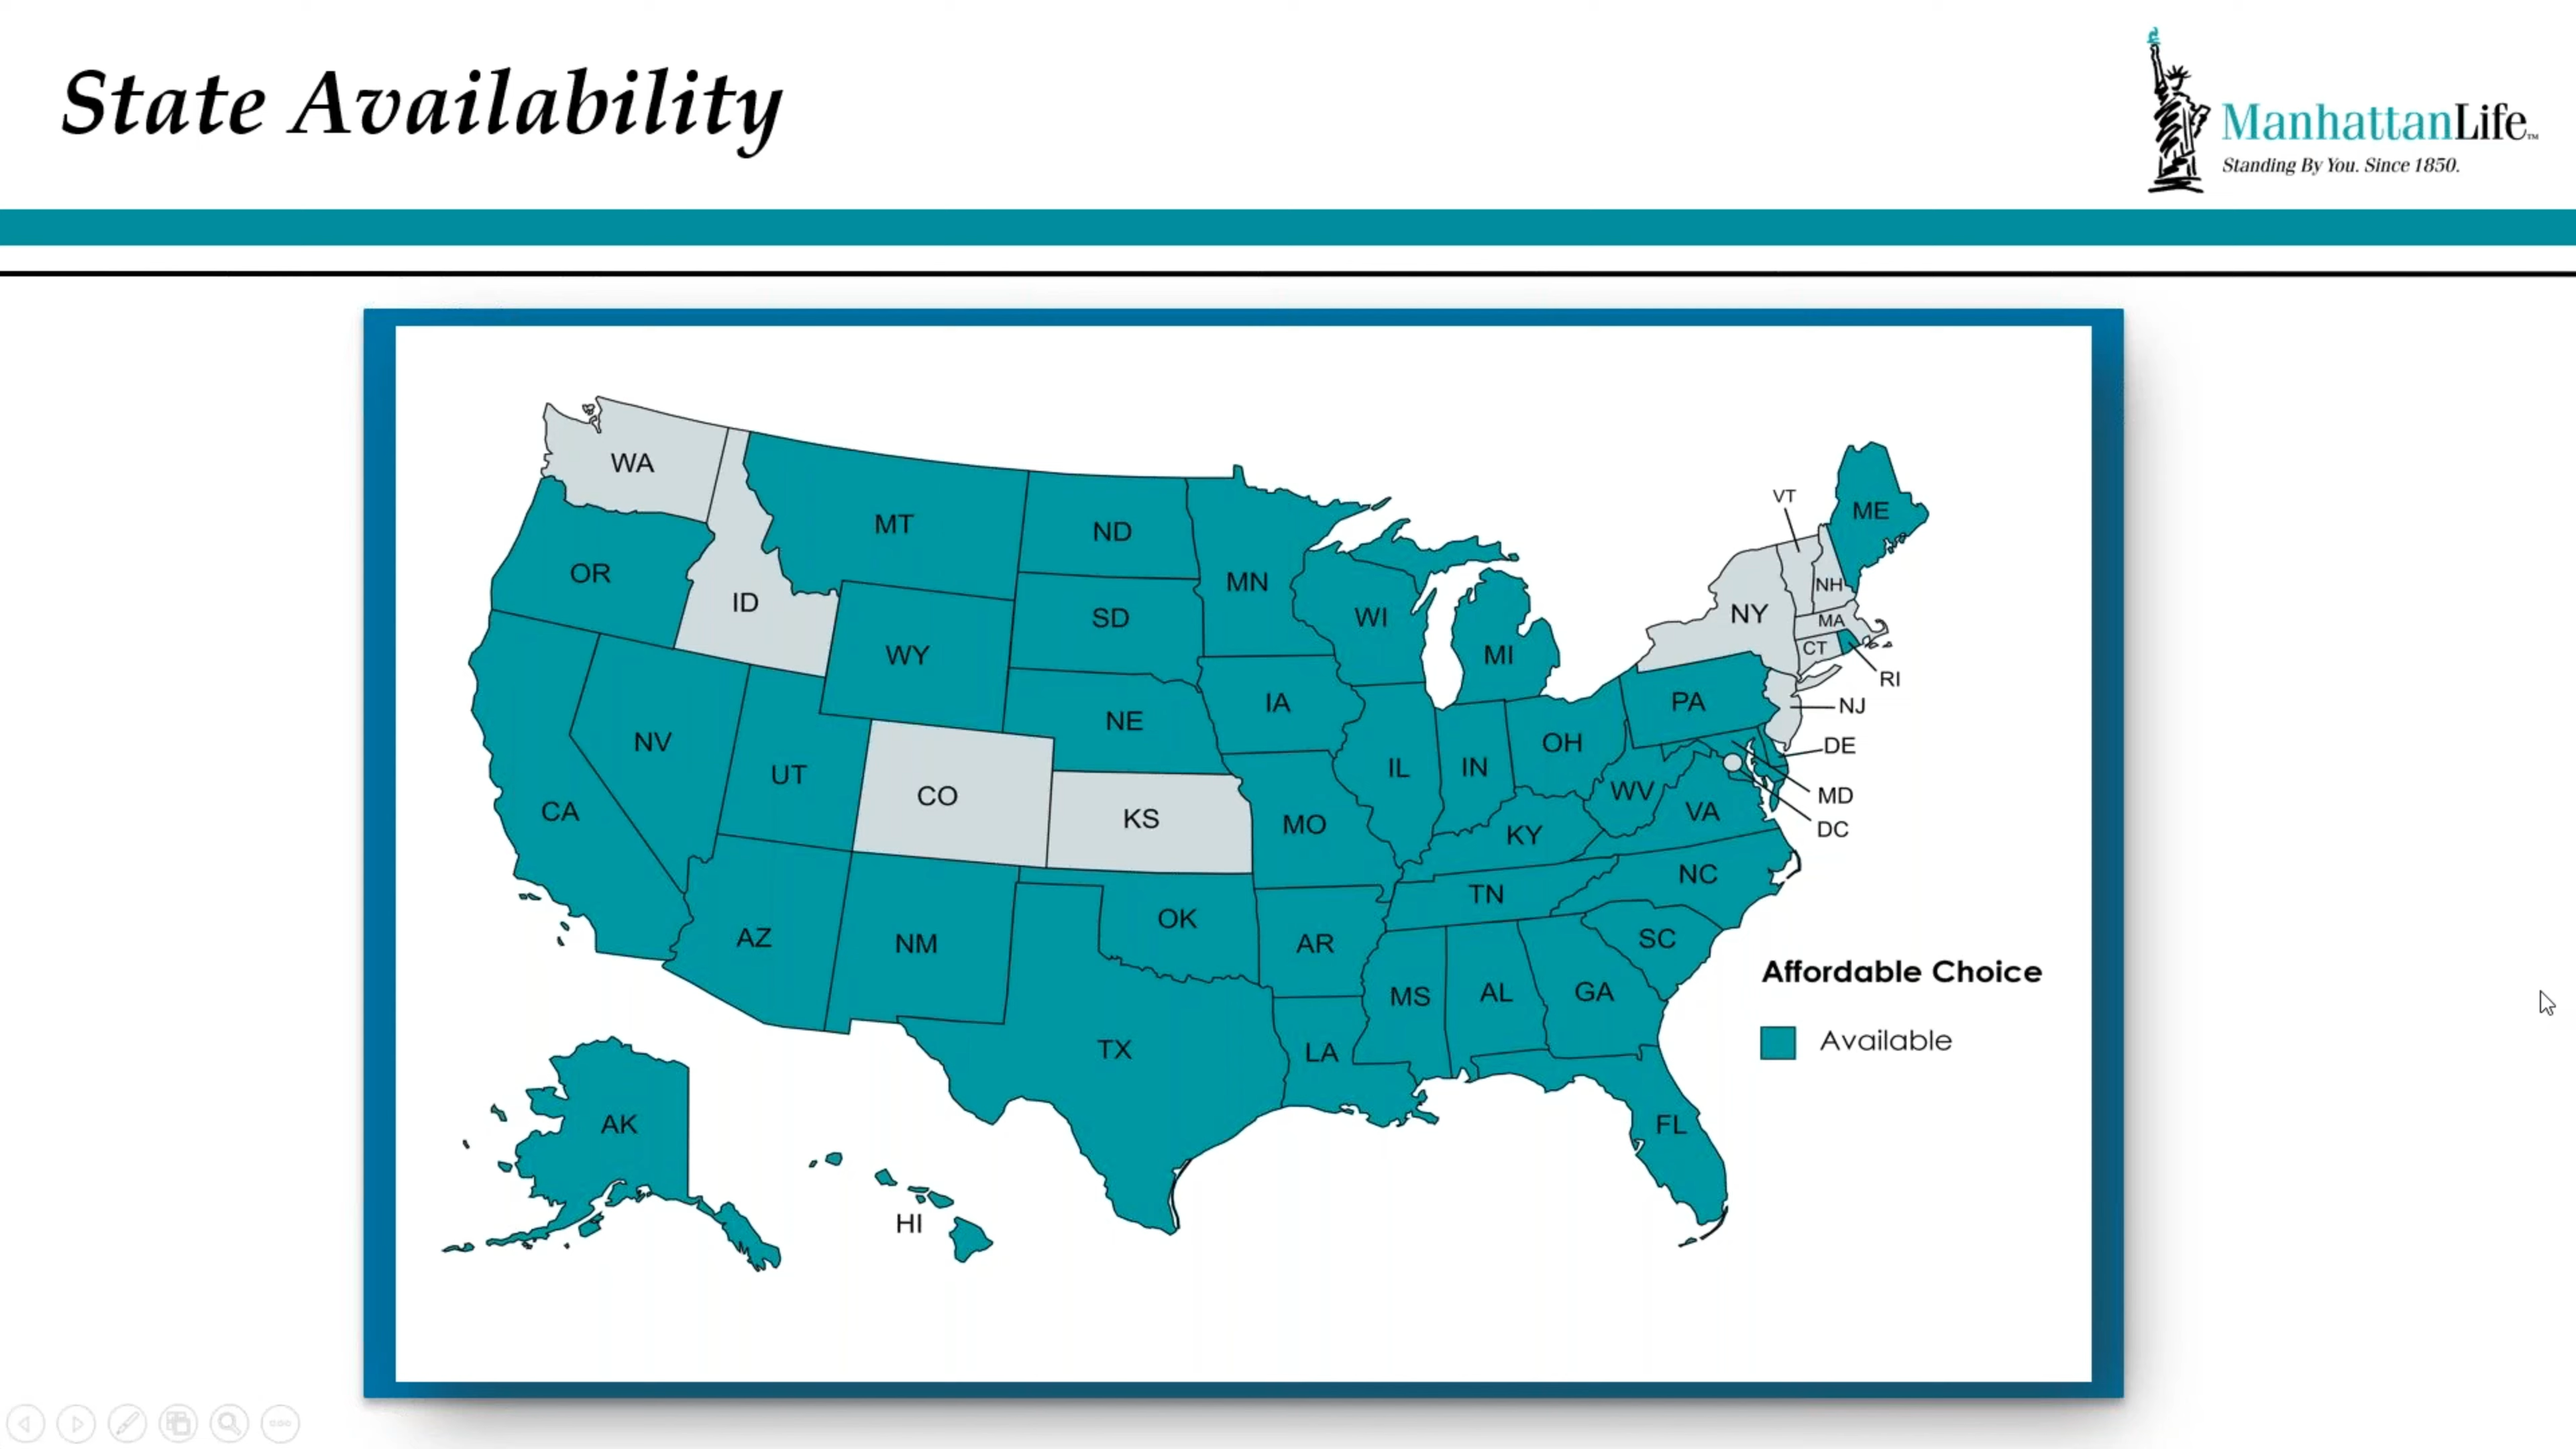 State Availability
ManhattanLife™
Standing By You. Since 1850.
WA
VT
ME
MT
ND
OR
MN
NH
ID
NY
SD
WI
MA
CT
WY
MI
RI
IA
PA
NJ
NE
NV
OH
DE
IL
IN
UT
WV
CO
MD
CA
VA
KS
MO
DC
KY
NC
TN
OK
AZ
NM
AR
SC
Affordable Choice
MS
AL
GA
TX
LA
Available
AK
FL
HI